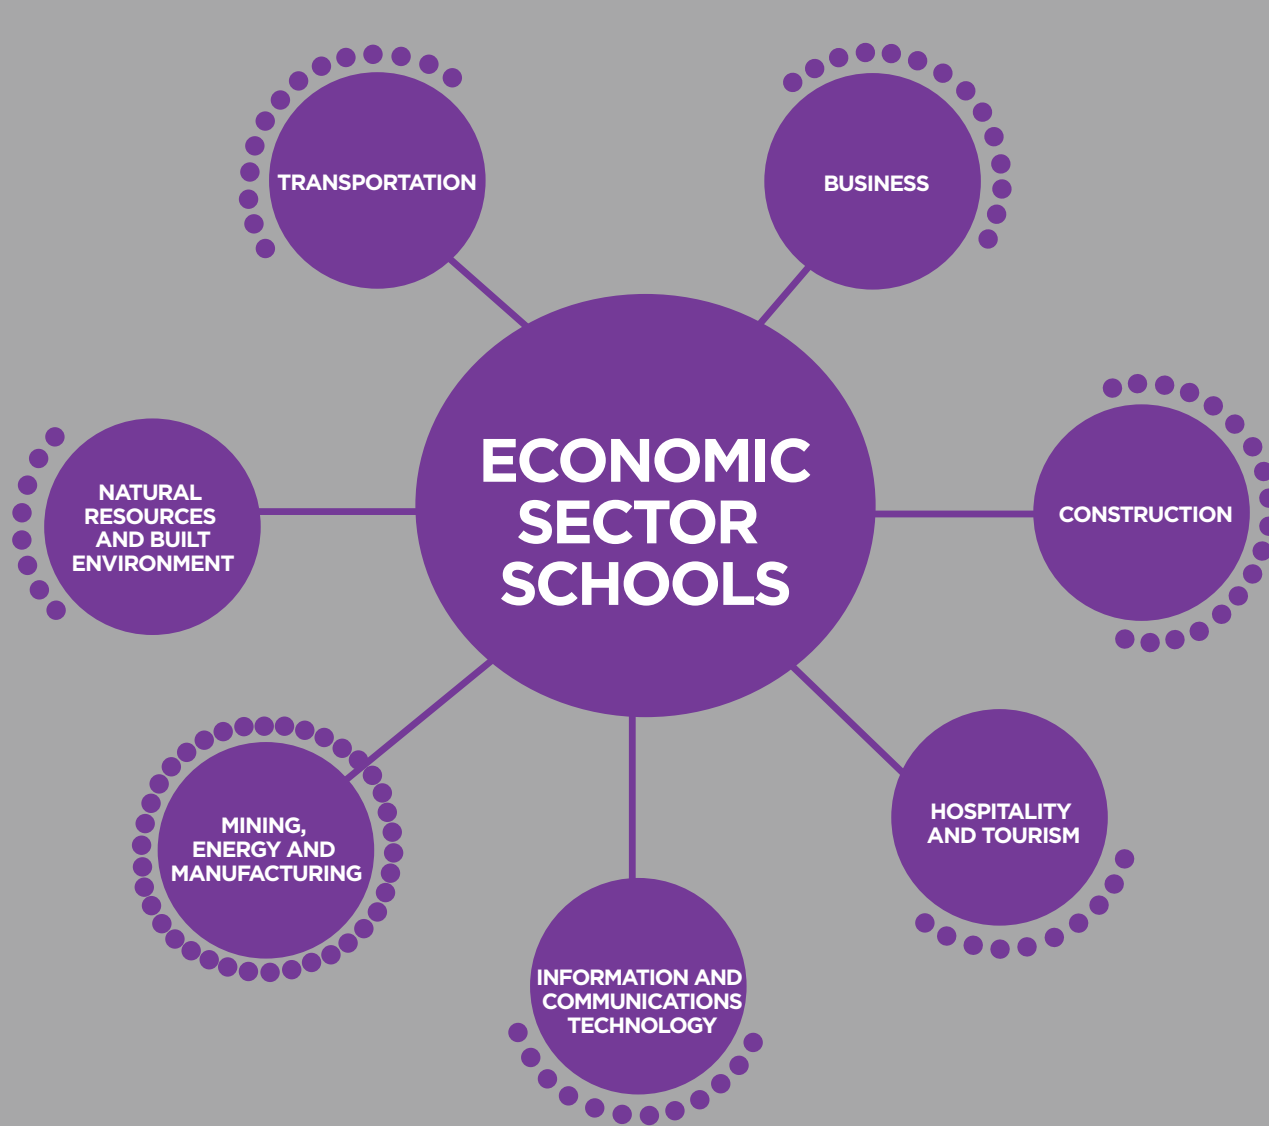 TRANSPORTATION
BUSINESS
ECONOMIC
SECTOR
SCHOOLS
NATURAL
RESOURCES
AND BUILT
ENVIRONMENT
CONSTRUCTION
MINING,
ENERGY AND
MANUFACTURING
HOSPITALITY
AND TOURISM
INFORMATION AND
COMMUNICATIONS
TECHNOLOGY